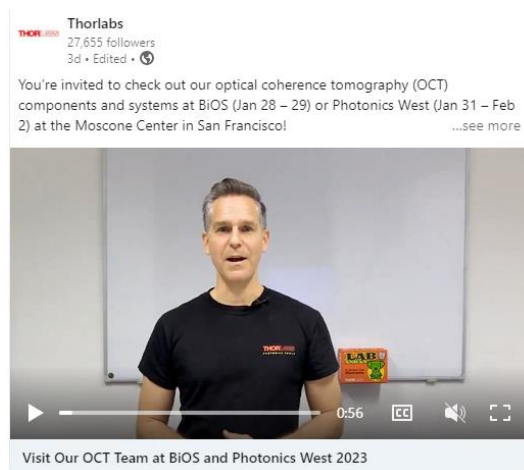 THORLABS
Thorlabs
27,655 followers
3d • Edited •
You're invited to check out our optical coherence tomography (OCT)
components and systems at BiOS (Jan 28 – 29) or Photonics West (Jan 31 – Feb
2) at the Moscone Center in San Francisco!
...see more
THORLABS
LAB
0:56
CC
Visit Our OCT Team at BiOS and Photonics West 2023